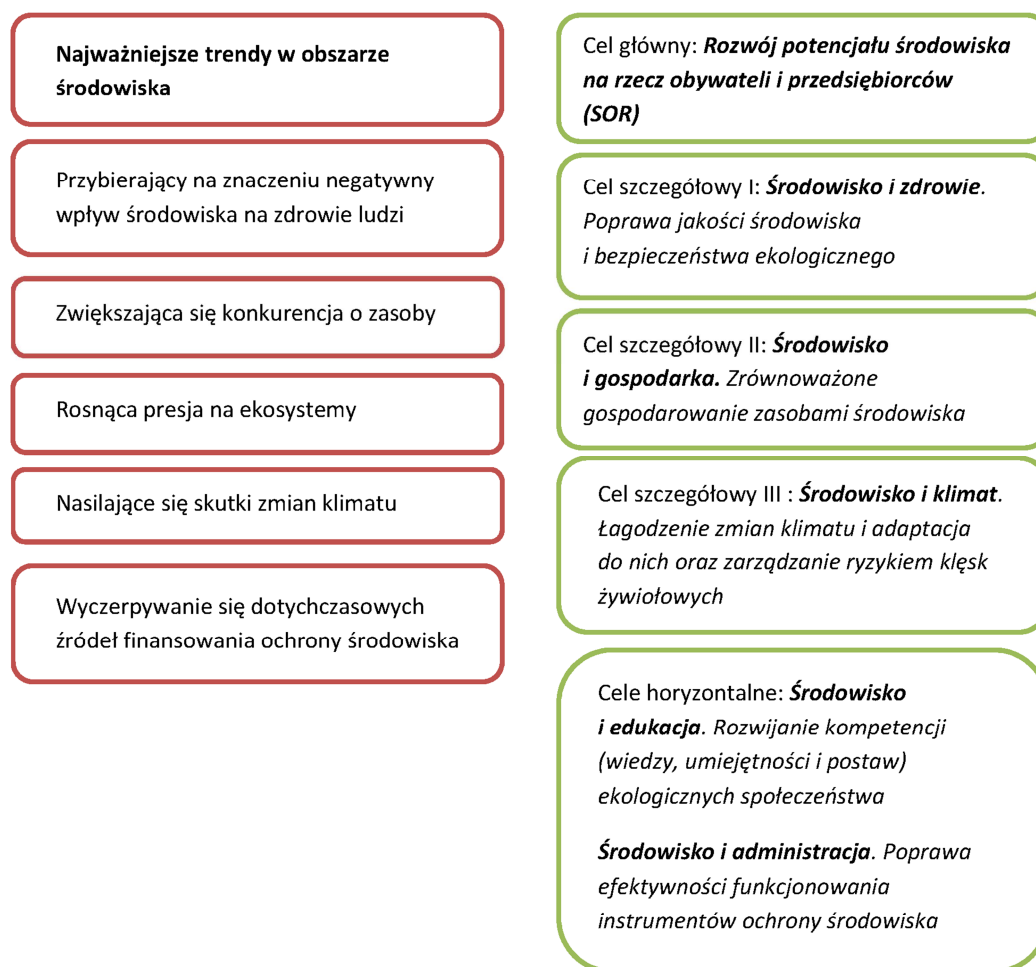 Najważniejsze trendy w obszarze
środowiska
Przybierający na znaczeniu negatywny
wpływ środowiska na zdrowie ludzi
Zwiększająca się konkurencja o zasoby
Rosnąca presja na ekosystemy
Nasilające się skutki zmian klimatu
Wyczerpywanie się dotychczasowych
źródeł finansowania ochrony środowiska
Cel główny: Rozwój potencjału środowiska
na rzecz obywateli i przedsiębiorców
(SOR)
Cel szczegółowy I: Środowisko i zdrowie.
Poprawa jakości środowiska
i bezpieczeństwa ekologicznego
Cel szczegółowy II: Środowisko
i gospodarka. Zrównoważone
gospodarowanie zasobami środowiska
Cel szczegółowy III : Środowisko i klimat.
Łagodzenie zmian klimatu i adaptacja
do nich oraz zarządzanie ryzykiem klęsk
żywiołowych
Cele horyzontalne: Środowisko
i edukacja. Rozwijanie kompetencji
(wiedzy, umiejętności i postaw)
ekologicznych społeczeństwa
Środowisko i administracja. Poprawa
efektywności funkcjonowania
instrumentów ochrony środowiska